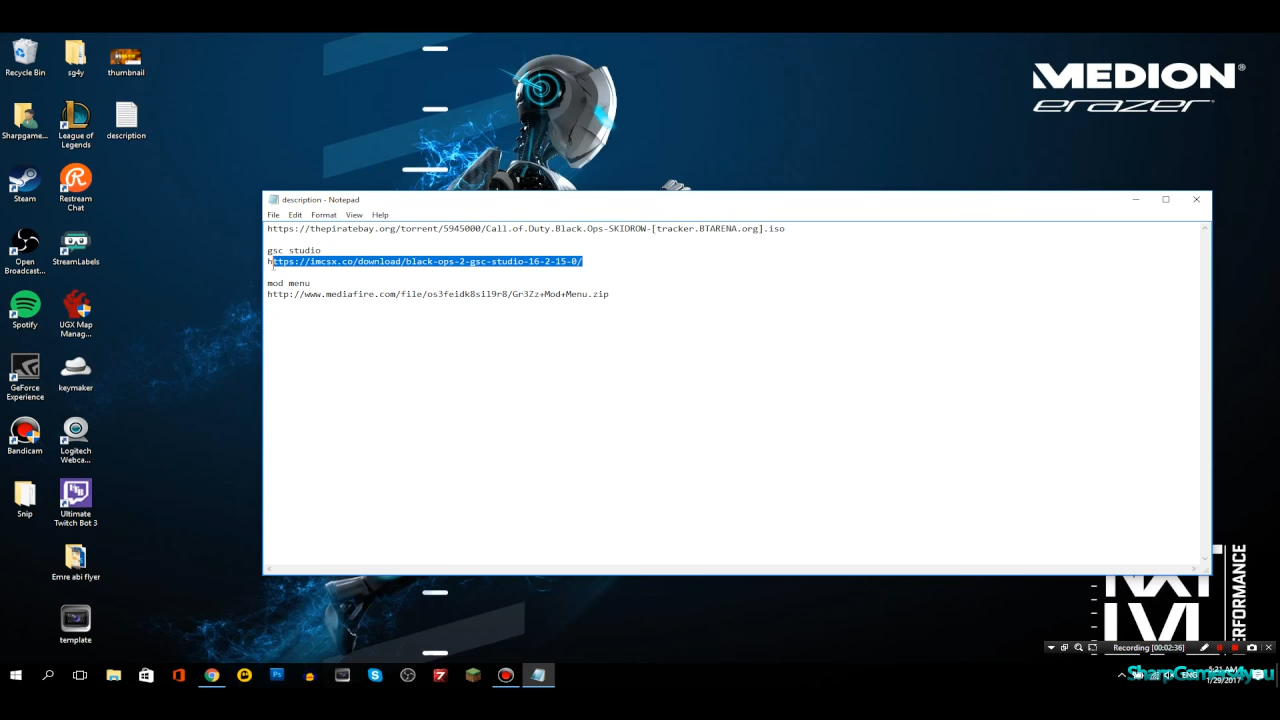 MEDION®
erazer®
Recycle Bin
sg4y
thumbnail
Sharpgame...
League of
Legends
description
Steam
Restream
Chat
Open
Broadcast...
StreamLabels
Spotify
UGX Map
Manag...
GeForce
Experience
keymaker
Bandicam
Logitech
Webca...
Snip
Ultimate
Twitch Bot 3
Emre abi flyer
template
description - Notepad
File Edit Format View Help
https://thepiratebay.org/torrent/5945000/Call.of.Duty.Black.Ops-SKIDROW-[tracker.BTARENA.org].iso
gsc studio
https://imcsx.co/download/black-ops-2-gsc-studio-16-2-15-0/
mod menu
http://www.mediafire.com/file/os3feidk8sil9r8/Gr3Zz+Mod+Menu.zip
Recording [00:02:36]
ENG
5:21 AM
1/29/2017
SharpGamers4you